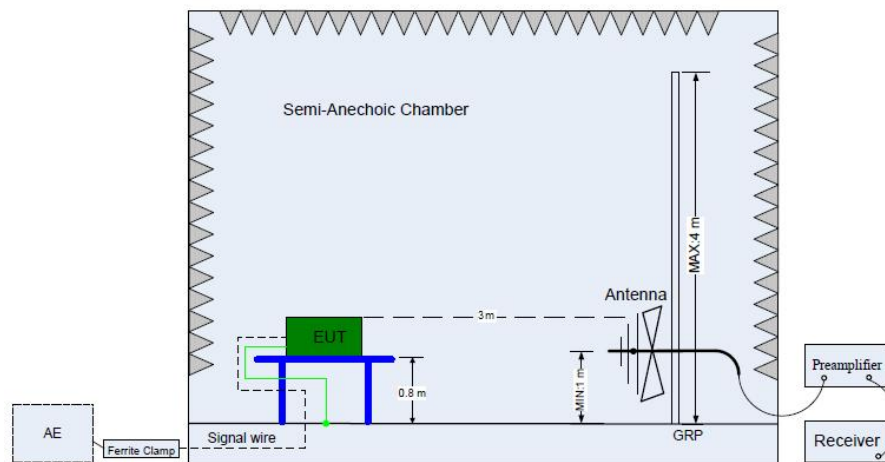 Semi-Anechoic Chamber
MAX:4 m
Antenna
3m
EUT
MIN:1 m
0.8 m
Preamplifier
AE
Ferrite Clamp
Signal wire
GRP
Receiver